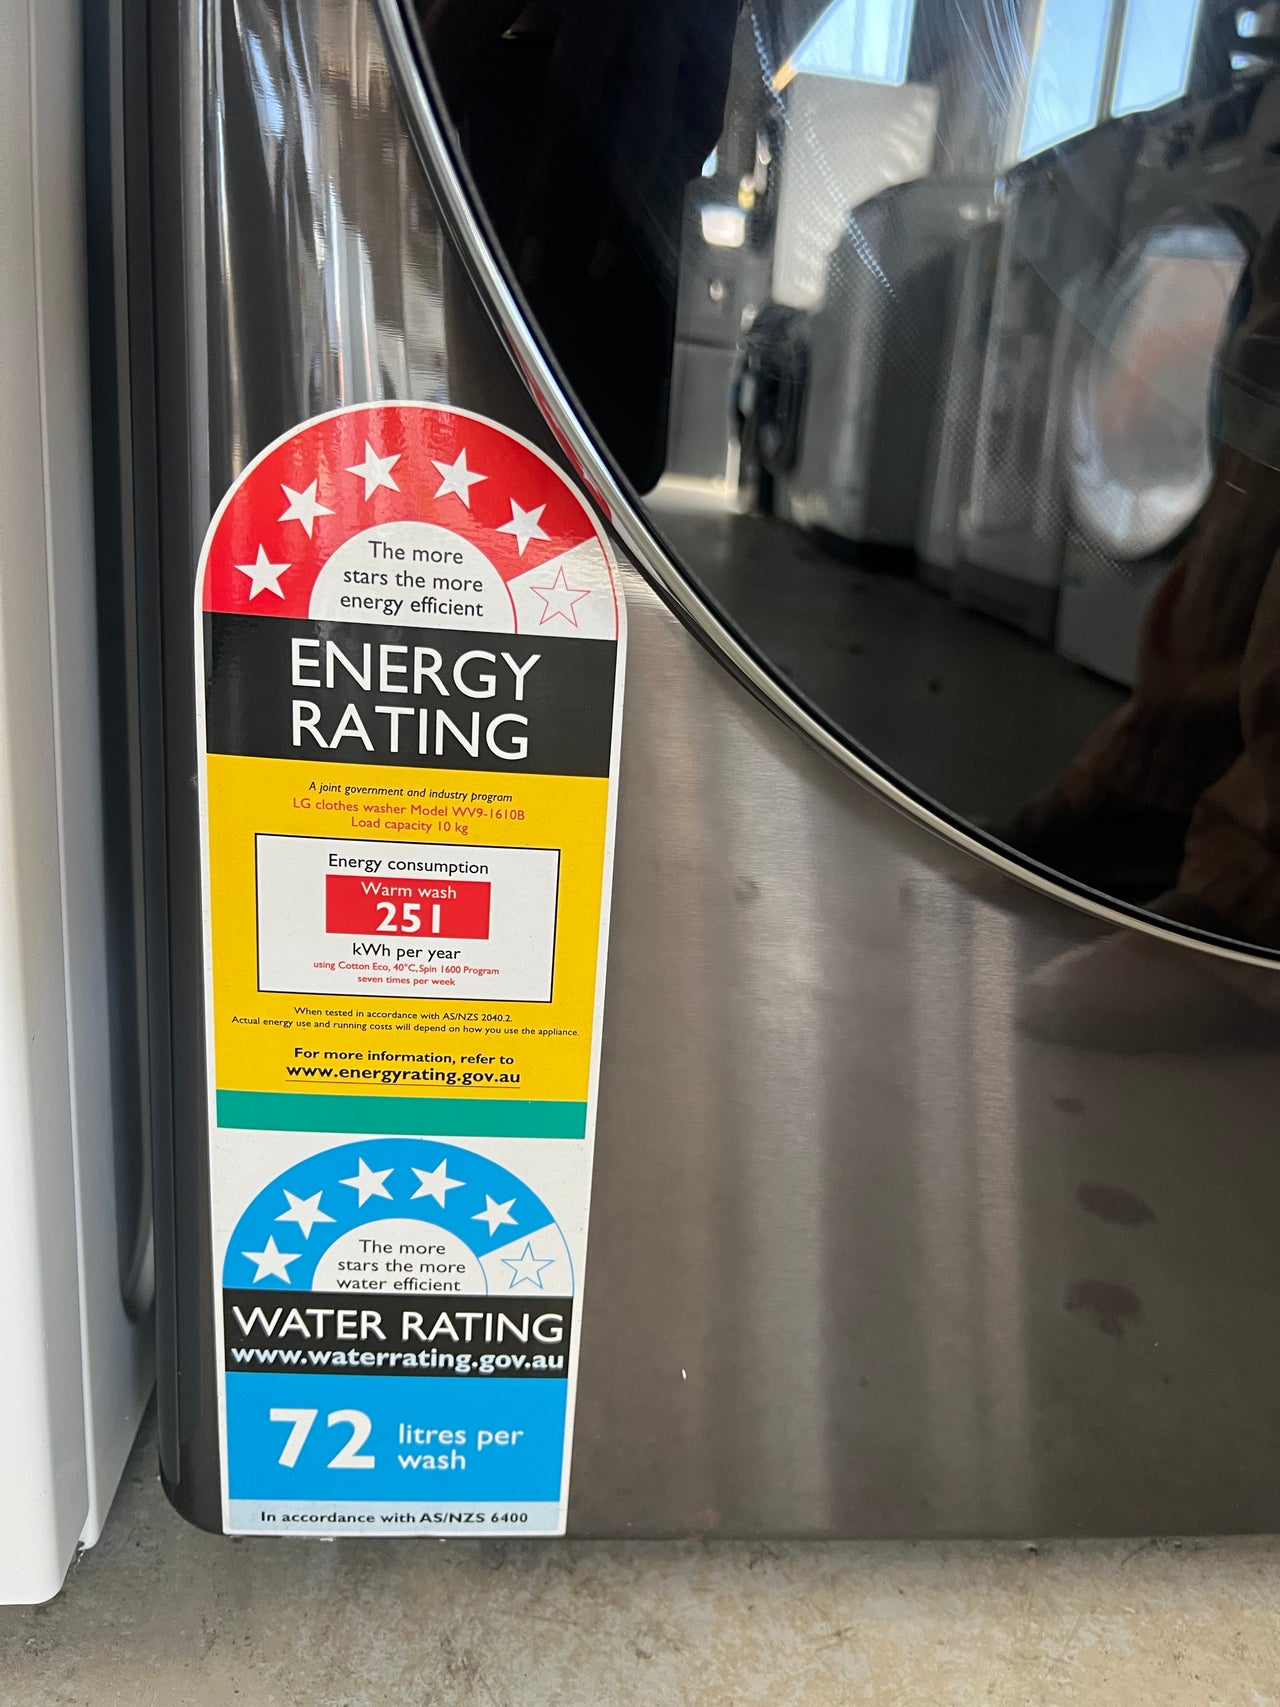 The more
stars the more
energy efficient
ENERGY
RATING
A joint government and industry program
LG clothes washer Model WV9-1610B
Load capacity 10 kg
Energy consumption
Warm wash
251
kWh per year
using Cotton Eco, 40°C, Spin 1600 Program
seven times per week
When tested in accordance with AS/NZS 2040.2.
Actual energy use and running costs will depend on how you use the appliance.
For more information, refer to
www.energyrating.gov.au
The more
stars the more
water efficient
WATER RATING
www.waterrating.gov.au
72 litres per
wash
In accordance with AS/NZS 6400